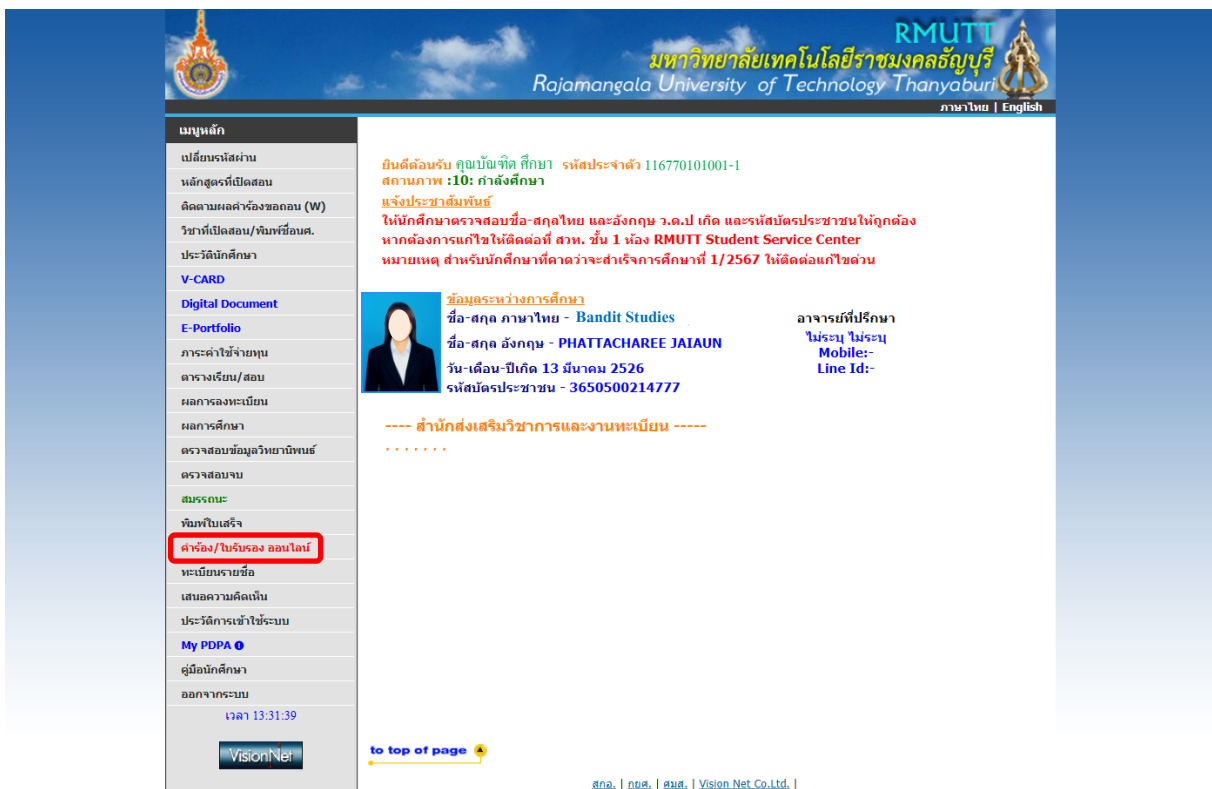 RMUTT
มหาวิทยาลัยเทคโนโลยีราชมงคลธัญบุรี
Rajamangala University of Technology Thanyaburi
ภาษาไทย | English
เมนูหลัก
เปลี่ยนรหัสผ่าน
หลักสูตรที่เปิดสอน
ติดตามผลคำร้องขอถอน (W)
วิชาที่เปิดสอน/พิมพ์ชื่อนศ.
ประวัตินักศึกษา
V-CARD
Digital Document
E-Portfolio
ภาระค่าใช้จ่ายทุน
ตารางเรียน/สอบ
ผลการลงทะเบียน
ผลการศึกษา
ตรวจสอบข้อมูลวิทยานิพนธ์
ตรวจสอบจบ
สมรรถนะ
พิมพ์ใบเสร็จ
คำร้อง/ใบรับรอง ออนไลน์
ทะเบียนรายชื่อ
เสนอความคิดเห็น
ประวัติการเข้าใช้ระบบ
My PDPA
คู่มือนักศึกษา
ออกจากระบบ
เวลา 13:31:39
VisionNet
ยินดีต้อนรับ คุณบัณฑิต ศึกษา รหัสประจำตัว 116770101001-1
สถานภาพ :10: กำลังศึกษา
แจ้งประชาสัมพันธ์
ให้นักศึกษาตรวจสอบชื่อ-สกุลไทย และอังกฤษ ว.ด.ป เกิด และรหัสบัตรประชาชนให้ถูกต้อง
หากต้องการแก้ไขให้ติดต่อที่ สวท. ชั้น 1 ห้อง RMUTT Student Service Center
หมายเหตุ สำหรับนักศึกษาที่คาดว่าจะสำเร็จการศึกษาที่ 1/2567 ให้ติดต่อแก้ไขด่วน
ข้อมูลระหว่างการศึกษา
ชื่อ-สกุล ภาษาไทย - Bandit Studies
ชื่อ-สกุล อังกฤษ - PHATTACHAREE JAIAUN
วัน-เดือน-ปีเกิด 13 มีนาคม 2526
รหัสบัตรประชาชน - 3650500214777
อาจารย์ที่ปรึกษา
ไม่ระบุ ไม่ระบุ
Mobile:-
Line Id:-
---- สำนักส่งเสริมวิชาการและงานทะเบียน -----
. . . . . . .
to top of page
สกอ. | กยศ. | ศมส. | Vision Net Co.Ltd. |